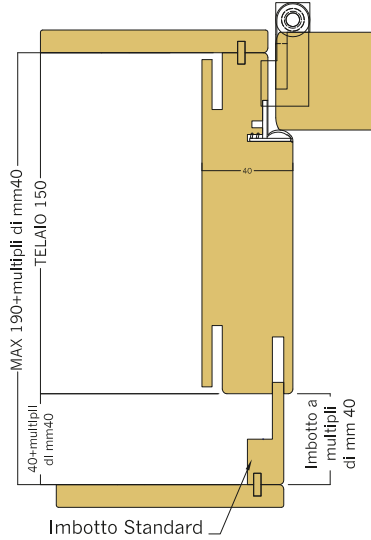 MAX 190+multipli di mm40
TELAIO 150
40
40+multipli
di mm40
Imbotto a
multipli
di mm 40
Imbotto Standard